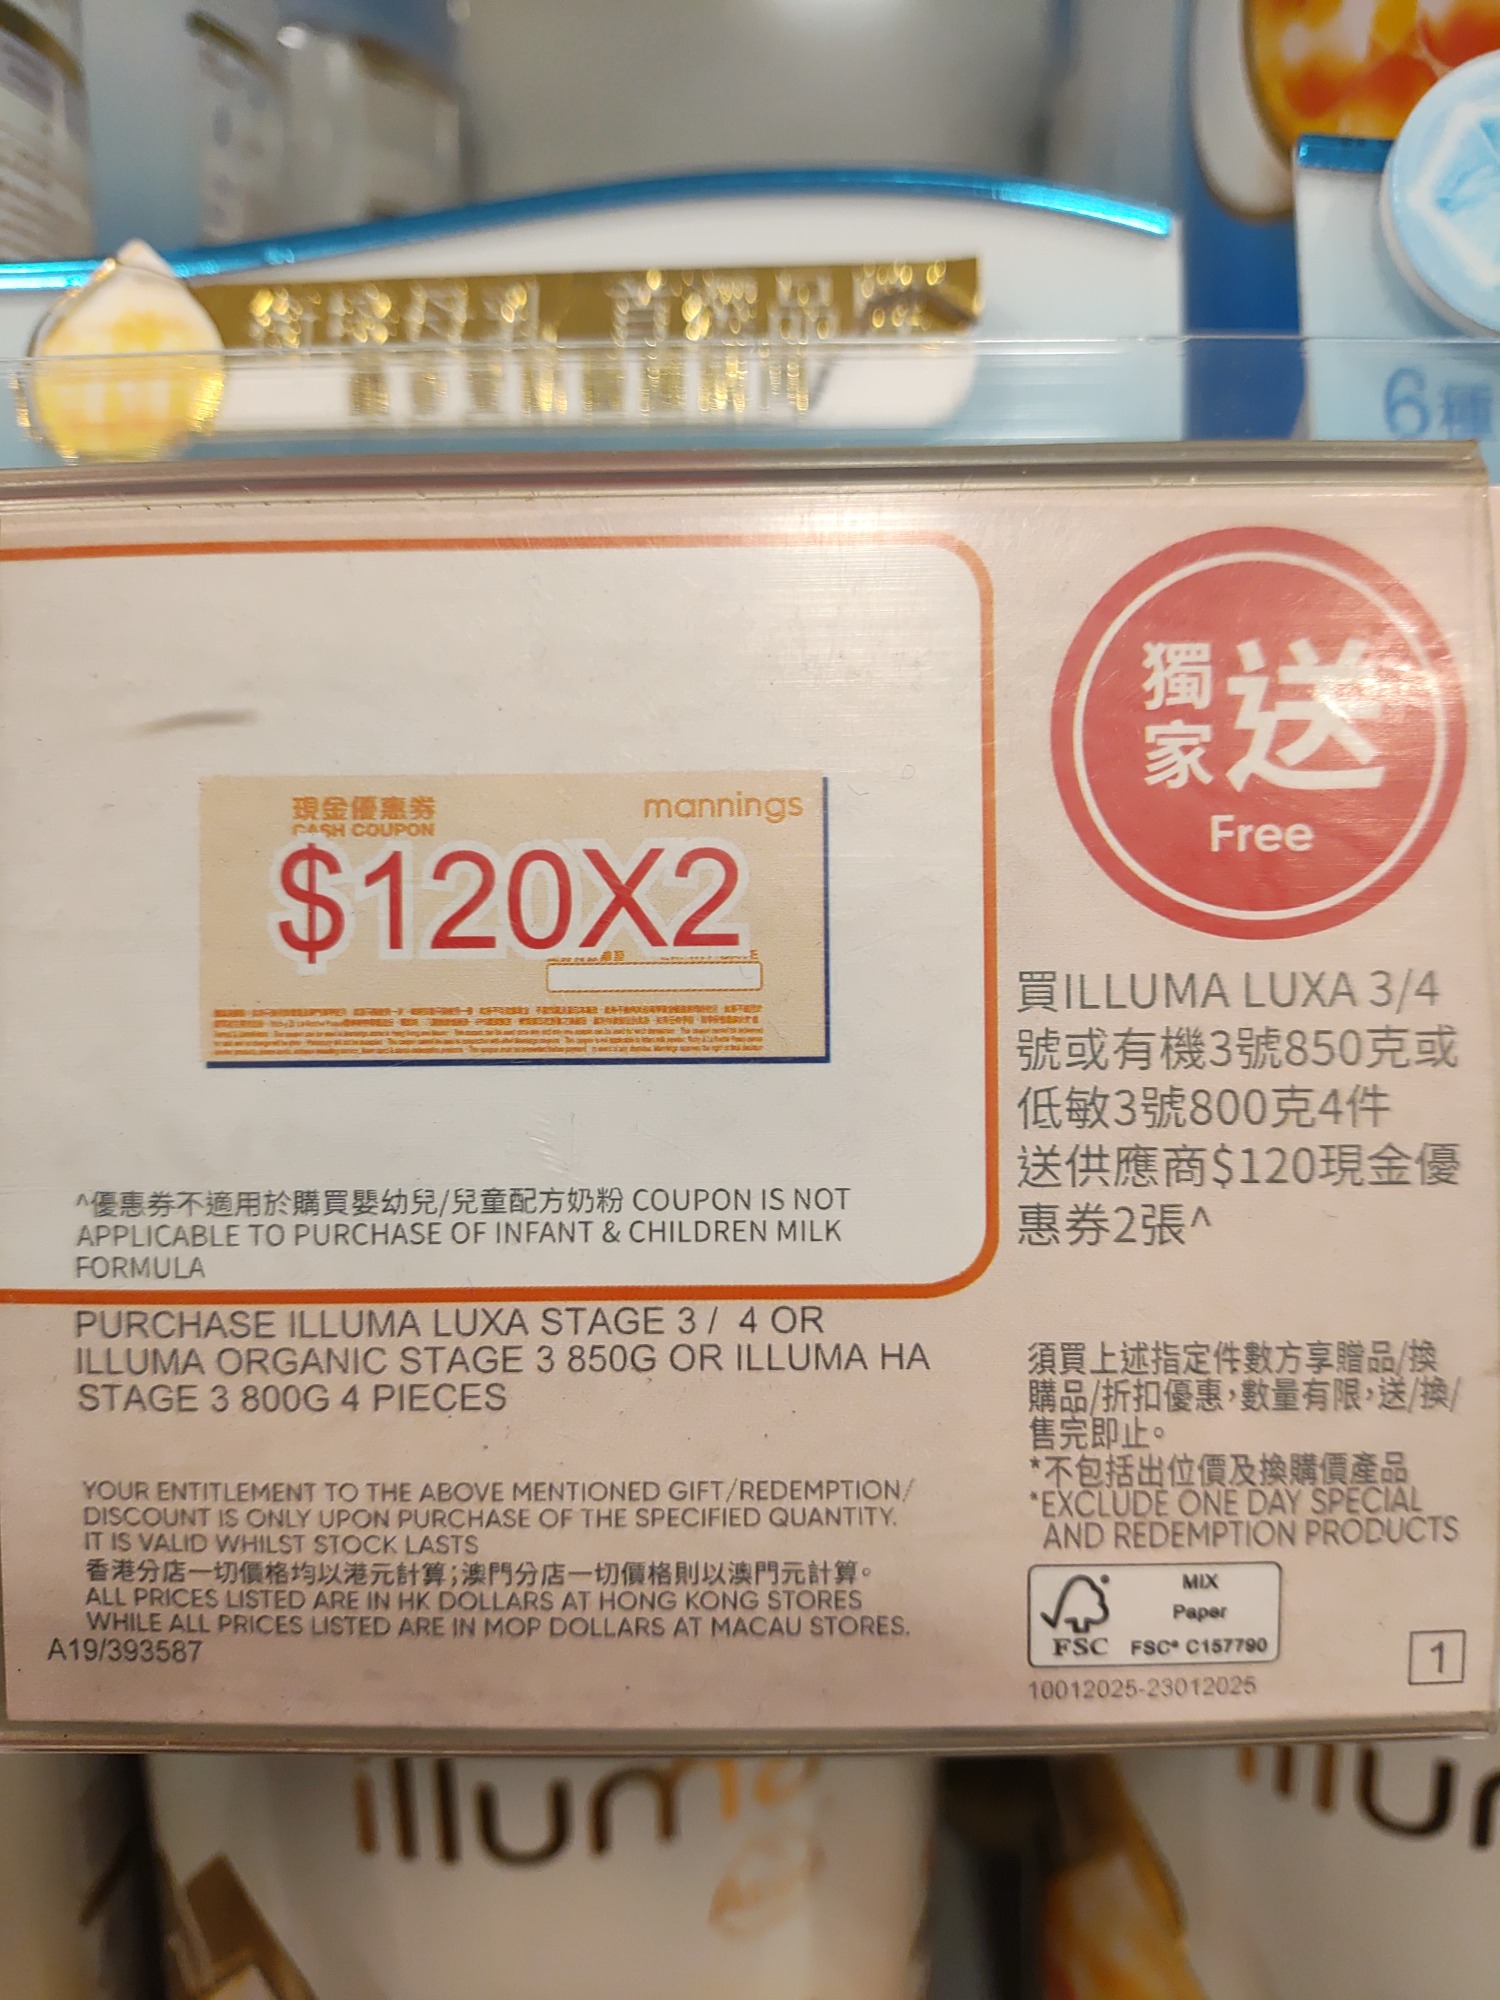 6種
獨家送
Free
現金優惠券
mannings
CASH COUPON
$120X2
買ILLUMA LUXA 3/4
號或有機3號850克或
低敏3號800克4件
送供應商$120現金優
惠券2張^
^優惠券不適用於購買嬰幼兒/兒童配方奶粉 COUPON IS NOT
APPLICABLE TO PURCHASE OF INFANT & CHILDREN MILK
FORMULA
PURCHASE ILLUMA LUXA STAGE 3 / 4 OR
ILLUMA ORGANIC STAGE 3 850G OR ILLUMA HA
STAGE 3 800G 4 PIECES
須買上述指定件數方享贈品/換
購品/折扣優惠，數量有限，送/換/
售完即止。
*不包括出位價及換購價產品
*EXCLUDE ONE DAY SPECIAL
AND REDEMPTION PRODUCTS
YOUR ENTITLEMENT TO THE ABOVE MENTIONED GIFT/REDEMPTION/
DISCOUNT IS ONLY UPON PURCHASE OF THE SPECIFIED QUANTITY.
IT IS VALID WHILST STOCK LASTS
香港分店一切價格均以港元計算；澳門分店一切價格則以澳門元計算。
ALL PRICES LISTED ARE IN HK DOLLARS AT HONG KONG STORES
WHILE ALL PRICES LISTED ARE IN MOP DOLLARS AT MACAU STORES.
A19/393587
MIX
Paper
FSC
FSC® C157790
10012025-23012025
1
illuma